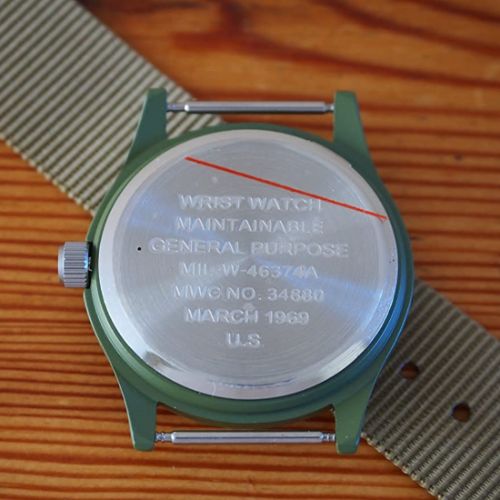 WRIST WATCH
MAINTAINABLE
GENERAL PURPOSE
MIL-W-46374A
MWC NO. 34880
MARCH 1969
U.S.